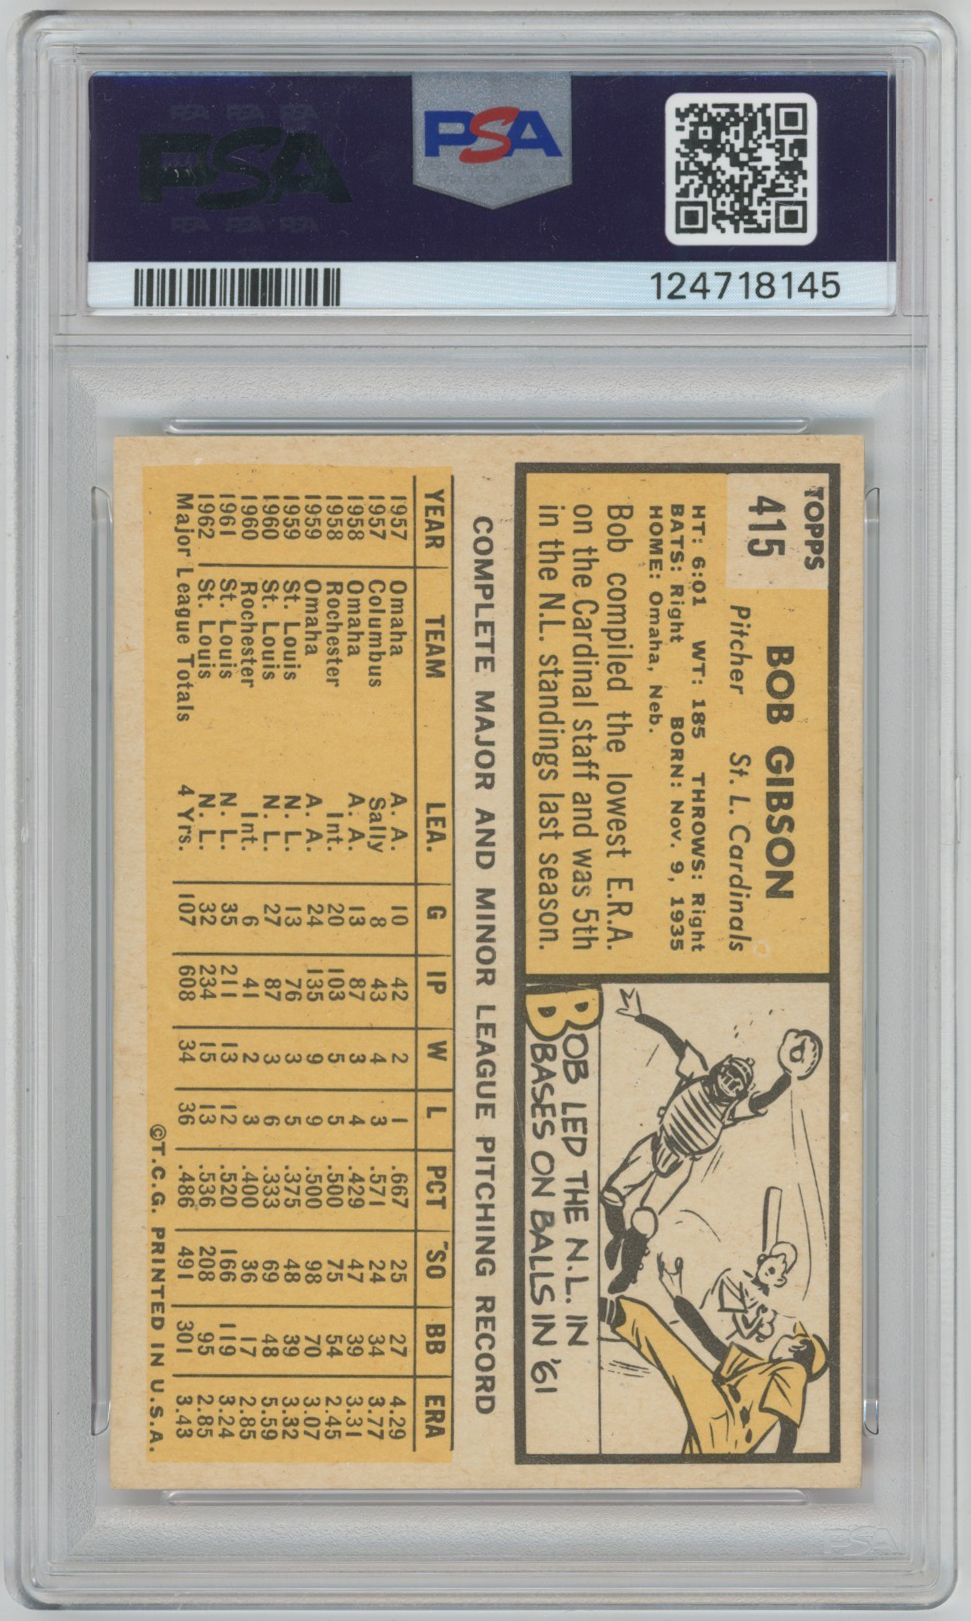 PSA PSA PSA
PSA
PSA PSA PSA
PSA
124718145
TOPPS
415
BOB GIBSON
Pitcher St. L. Cardinals
HT: 6:01 WT: 185 THROWS: Right
BATS: Right BORN: Nov. 9, 1935
HOME: Omaha, Neb.
Bob compiled the lowest E.R.A.
on the Cardinal staff and was 5th
in the N.L. standings last season.
BOB LED THE N.L. IN
BASES ON BALLS IN '61
COMPLETE MAJOR AND MINOR LEAGUE PITCHING RECORD
YEAR TEAM LEA. G IP W L PCT SO BB ERA
1957 Omaha A. A. 10 42 2 1 .667 25 27 4.29
1957 Columbus Sally 8 43 4 3 .571 24 34 3.77
1958 Omaha A. A. 13 87 3 4 .429 47 39 3.31
1958 Rochester Int. 20 103 5 5 .500 75 54 2.45
1959 Omaha A. A. 24 135 9 9 .500 98 70 3.07
1959 St. Louis N. L. 13 76 3 5 .375 48 39 3.32
1960 St. Louis N. L. 27 87 3 6 .333 69 48 5.59
1960 Rochester Int. 6 41 2 3 .400 36 17 2.85
1961 St. Louis N. L. 35 211 13 12 .520 166 119 3.24
1962 St. Louis N. L. 32 234 15 13 .536 208 95 2.85
Major League Totals 4 Yrs. 107 608 34 36 .486 491 301 3.43
©T.C.G. PRINTED IN U.S.A.
PSA